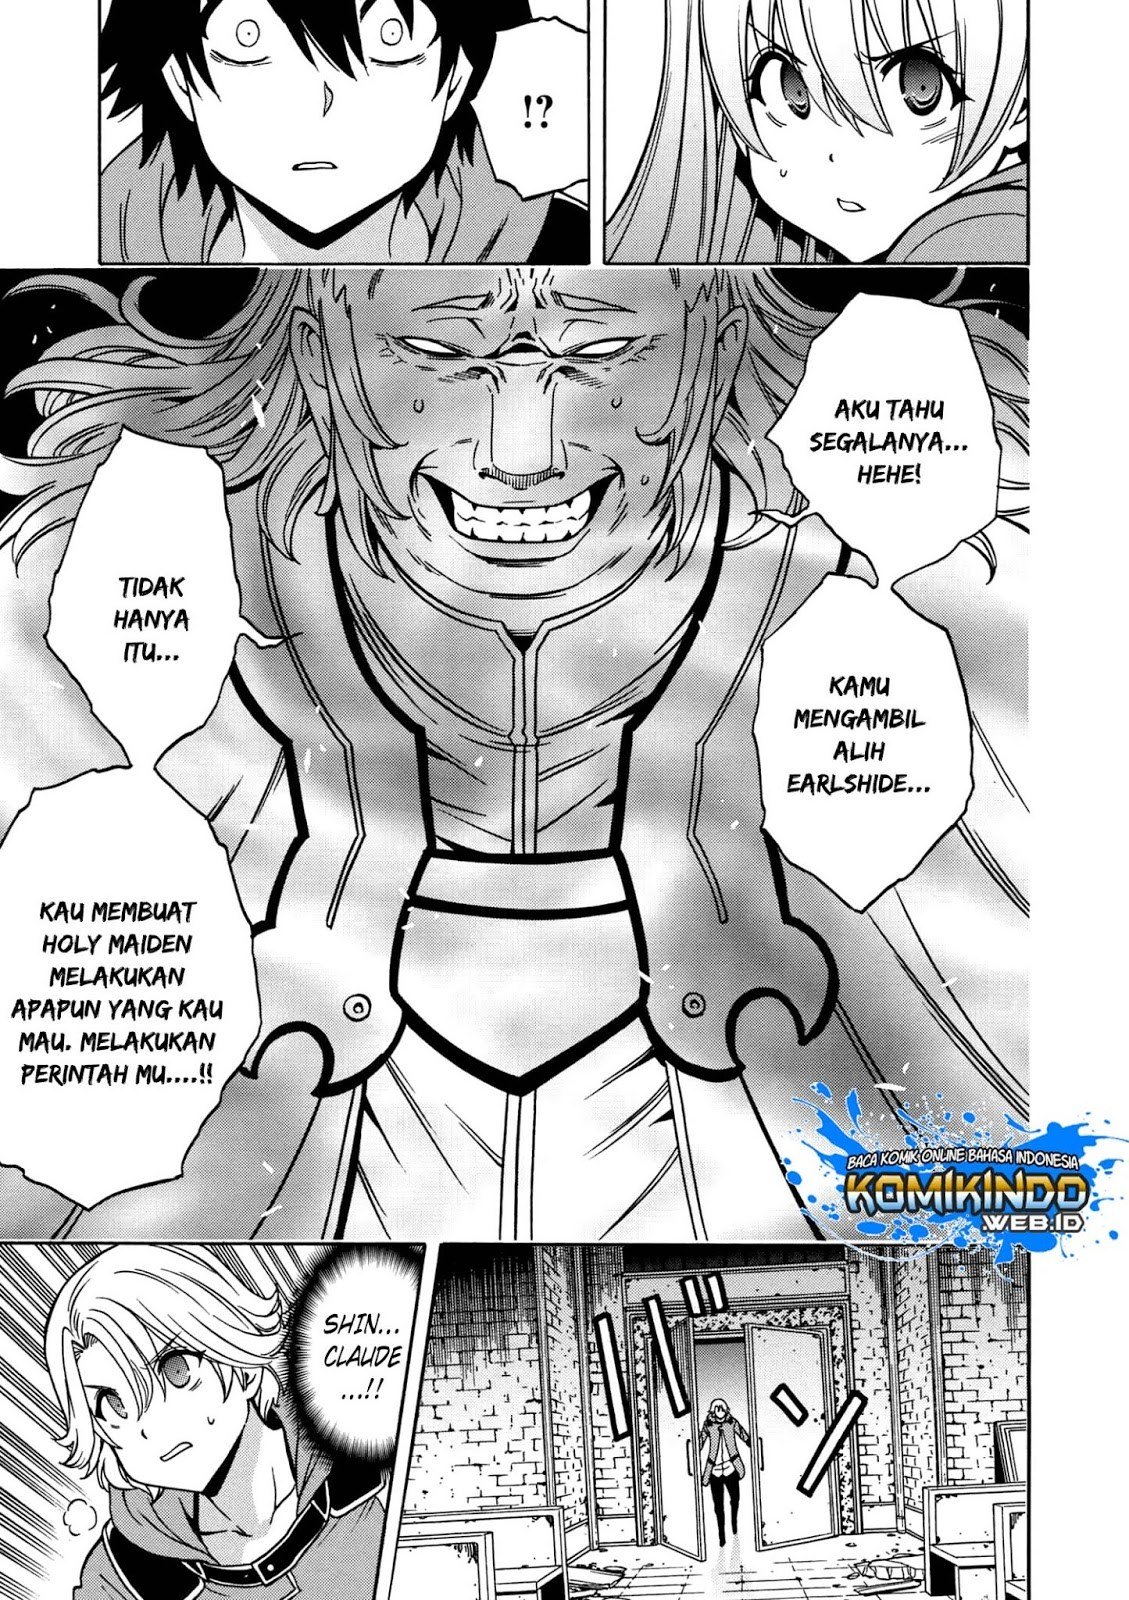 !?
AKU TAHU
SEGALANYA...
HEHE!
KAMU
MENGAMBIL
ALIH
EARLSHIDE...
TIDAK
HANYA
ITU...
KAU MEMBUAT
HOLY MAIDEN
MELAKUKAN
APAPUN YANG KAU
MAU. MELAKUKAN
PERINTAH MU....!!
BACA KOMIK ONLINE BAHASA INDONESIA
KOMIKINDO
.WEB.ID
SHIN...
CLAUDE
...!!